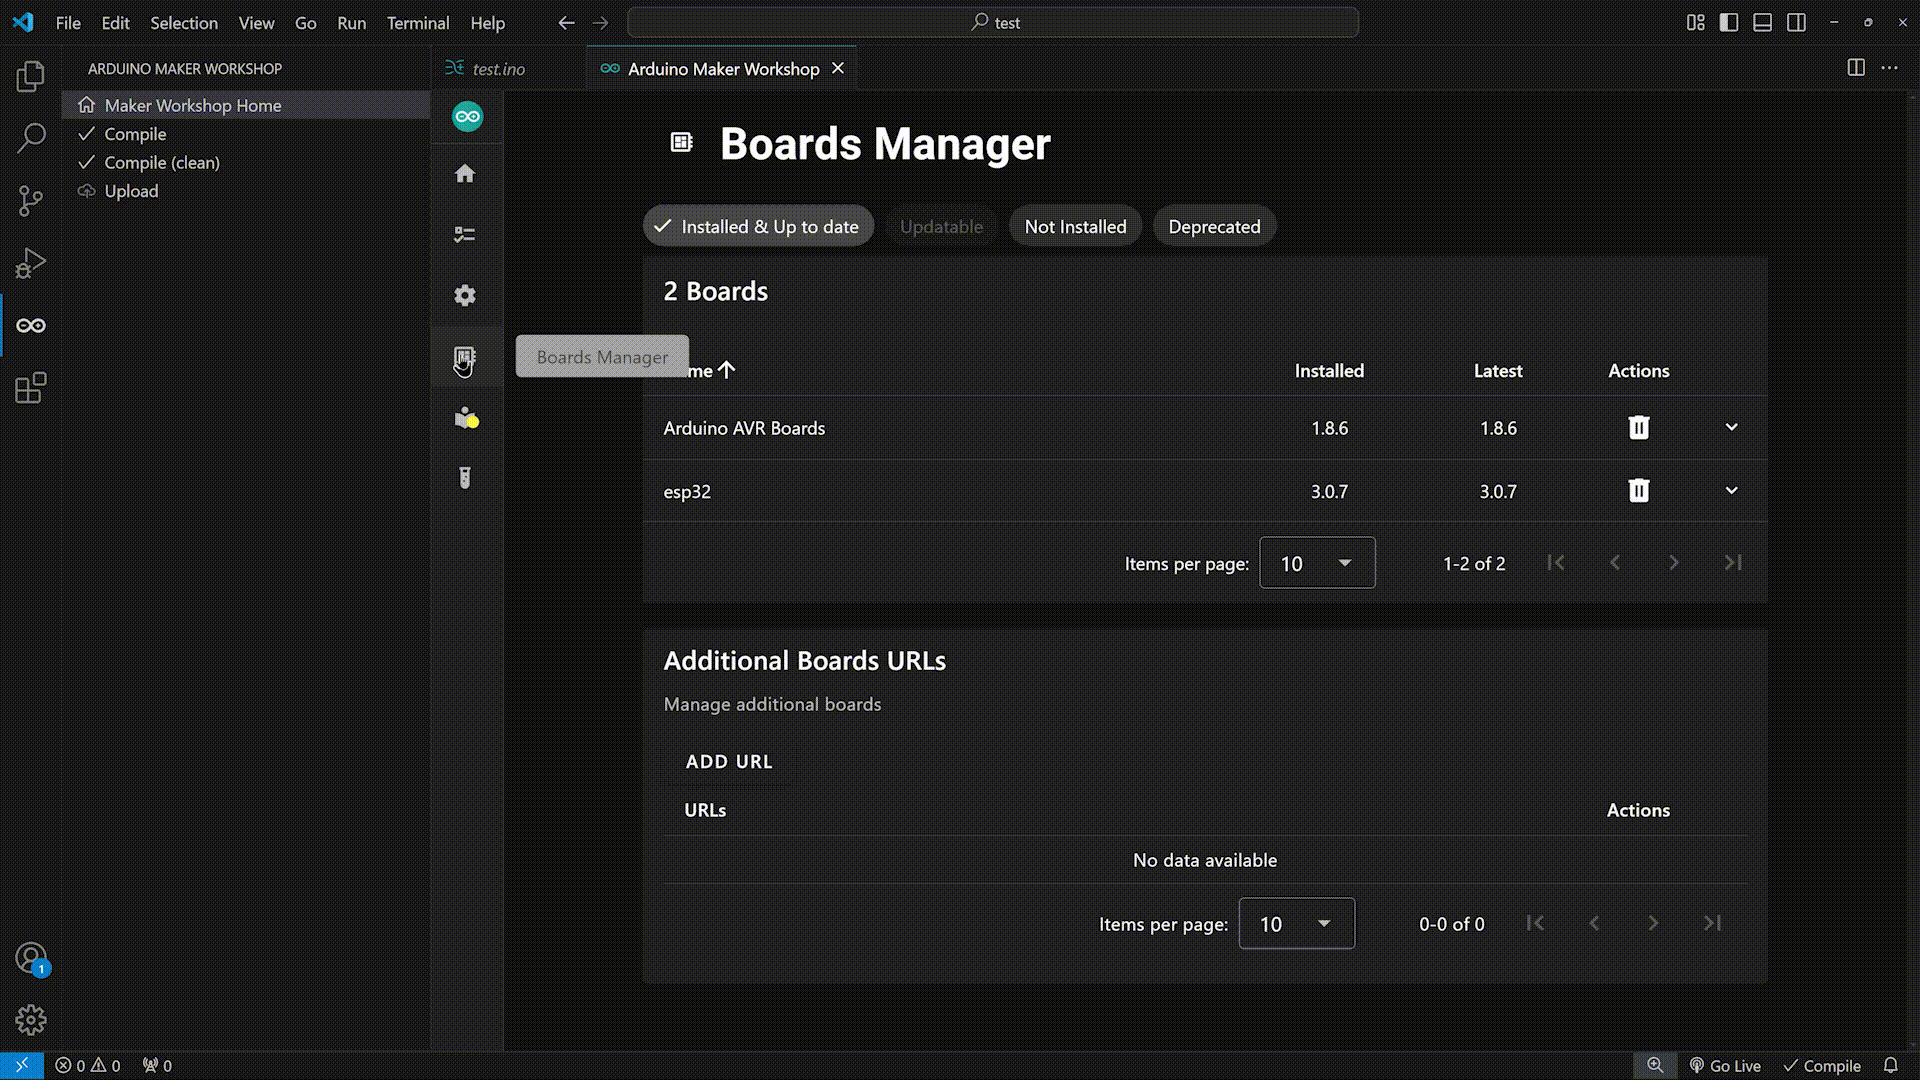 File Edit Selection View Go Run Terminal Help
test
ARDUINO MAKER WORKSHOP
test.ino
Arduino Maker Workshop
Maker Workshop Home
Compile
Compile (clean)
Upload
Boards Manager
Installed & Up to date
Updatable
Not Installed
Deprecated
2 Boards
Boards Manager
me Installed Latest Actions
Arduino AVR Boards 1.8.6 1.8.6
esp32 3.0.7 3.0.7
Items per page: 10 1-2 of 2
Additional Boards URLs
Manage additional boards
ADD URL
URLs Actions
No data available
Items per page: 10 0-0 of 0
1
0 0 0
Go Live Compile